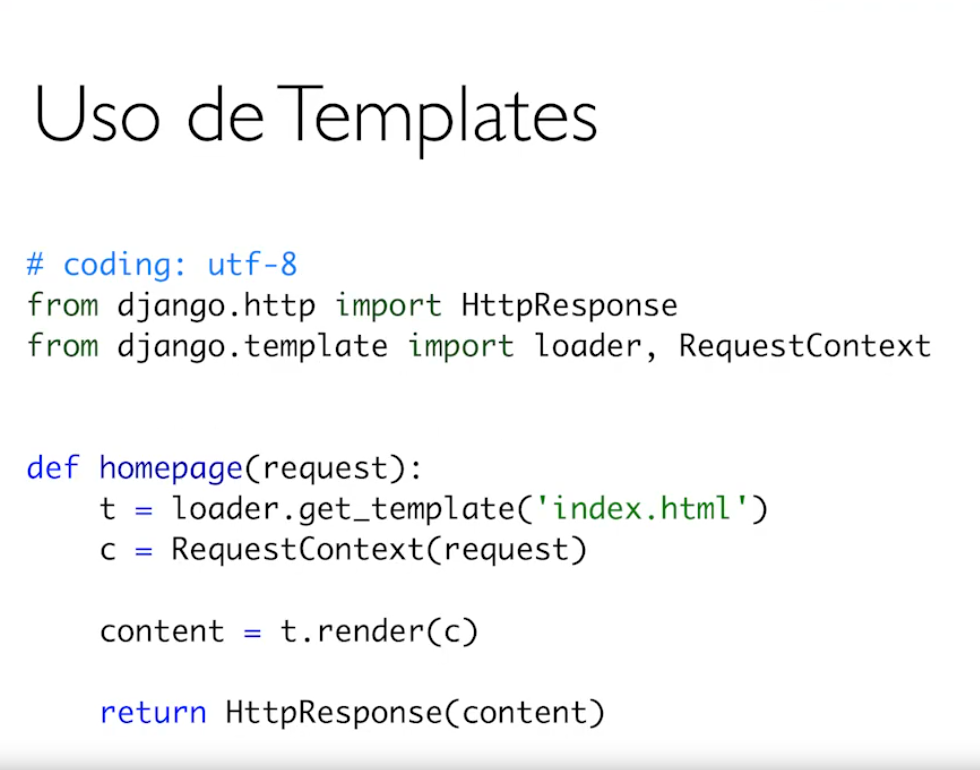 Uso de Templates
# coding: utf-8
from django.http import HttpResponse
from django.template import loader, RequestContext
def homepage(request):
    t = loader.get_template('index.html')
    c = RequestContext(request)
    content = t.render(c)
    return HttpResponse(content)